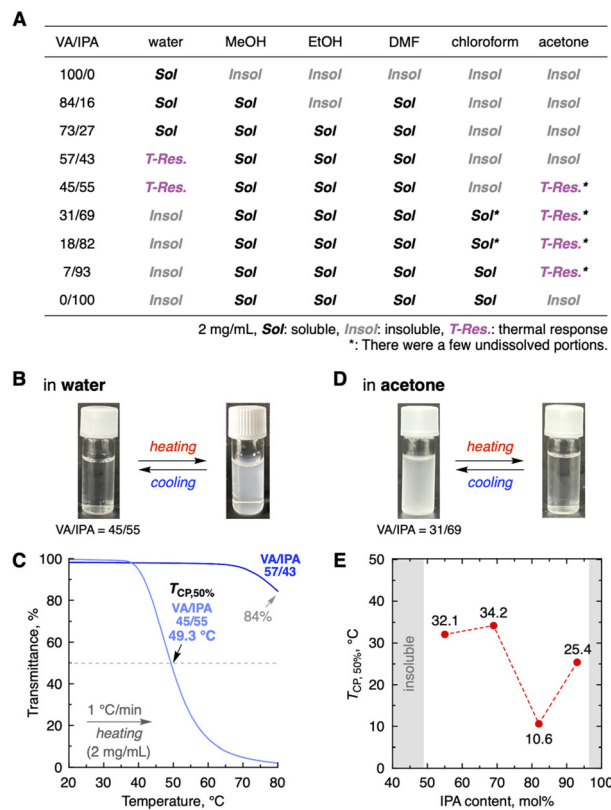 A
VA/IPA water MeOH EtOH DMF chloroform acetone
100/0 Sol Insol Insol Insol Insol Insol
84/16 Sol Sol Insol Sol Insol Insol
73/27 Sol Sol Sol Sol Insol Insol
57/43 T-Res. Sol Sol Sol Insol Insol
45/55 T-Res. Sol Sol Sol Insol T-Res.*
31/69 Insol Sol Sol Sol Sol* T-Res.*
18/82 Insol Sol Sol Sol Sol* T-Res.*
7/93 Insol Sol Sol Sol Sol T-Res.*
0/100 Insol Sol Sol Sol Sol Insol
2 mg/mL, Sol: soluble, Insol: insoluble, T-Res.: thermal response
*: There were a few undissolved portions.
B in water
heating
cooling
VA/IPA = 45/55
D in acetone
heating
cooling
VA/IPA = 31/69
C
Transmittance, %
100
80
60
40
20
0
VA/IPA
57/43
84%
TCP,50%
VA/IPA
45/55
49.3 °C
1 °C/min
heating
(2 mg/mL)
20 30 40 50 60 70 80
Temperature, °C
E
TCP, 50%, °C
50
40
30
20
10
0
insoluble
32.1
34.2
10.6
25.4
40 50 60 70 80 90 100
IPA content, mol%